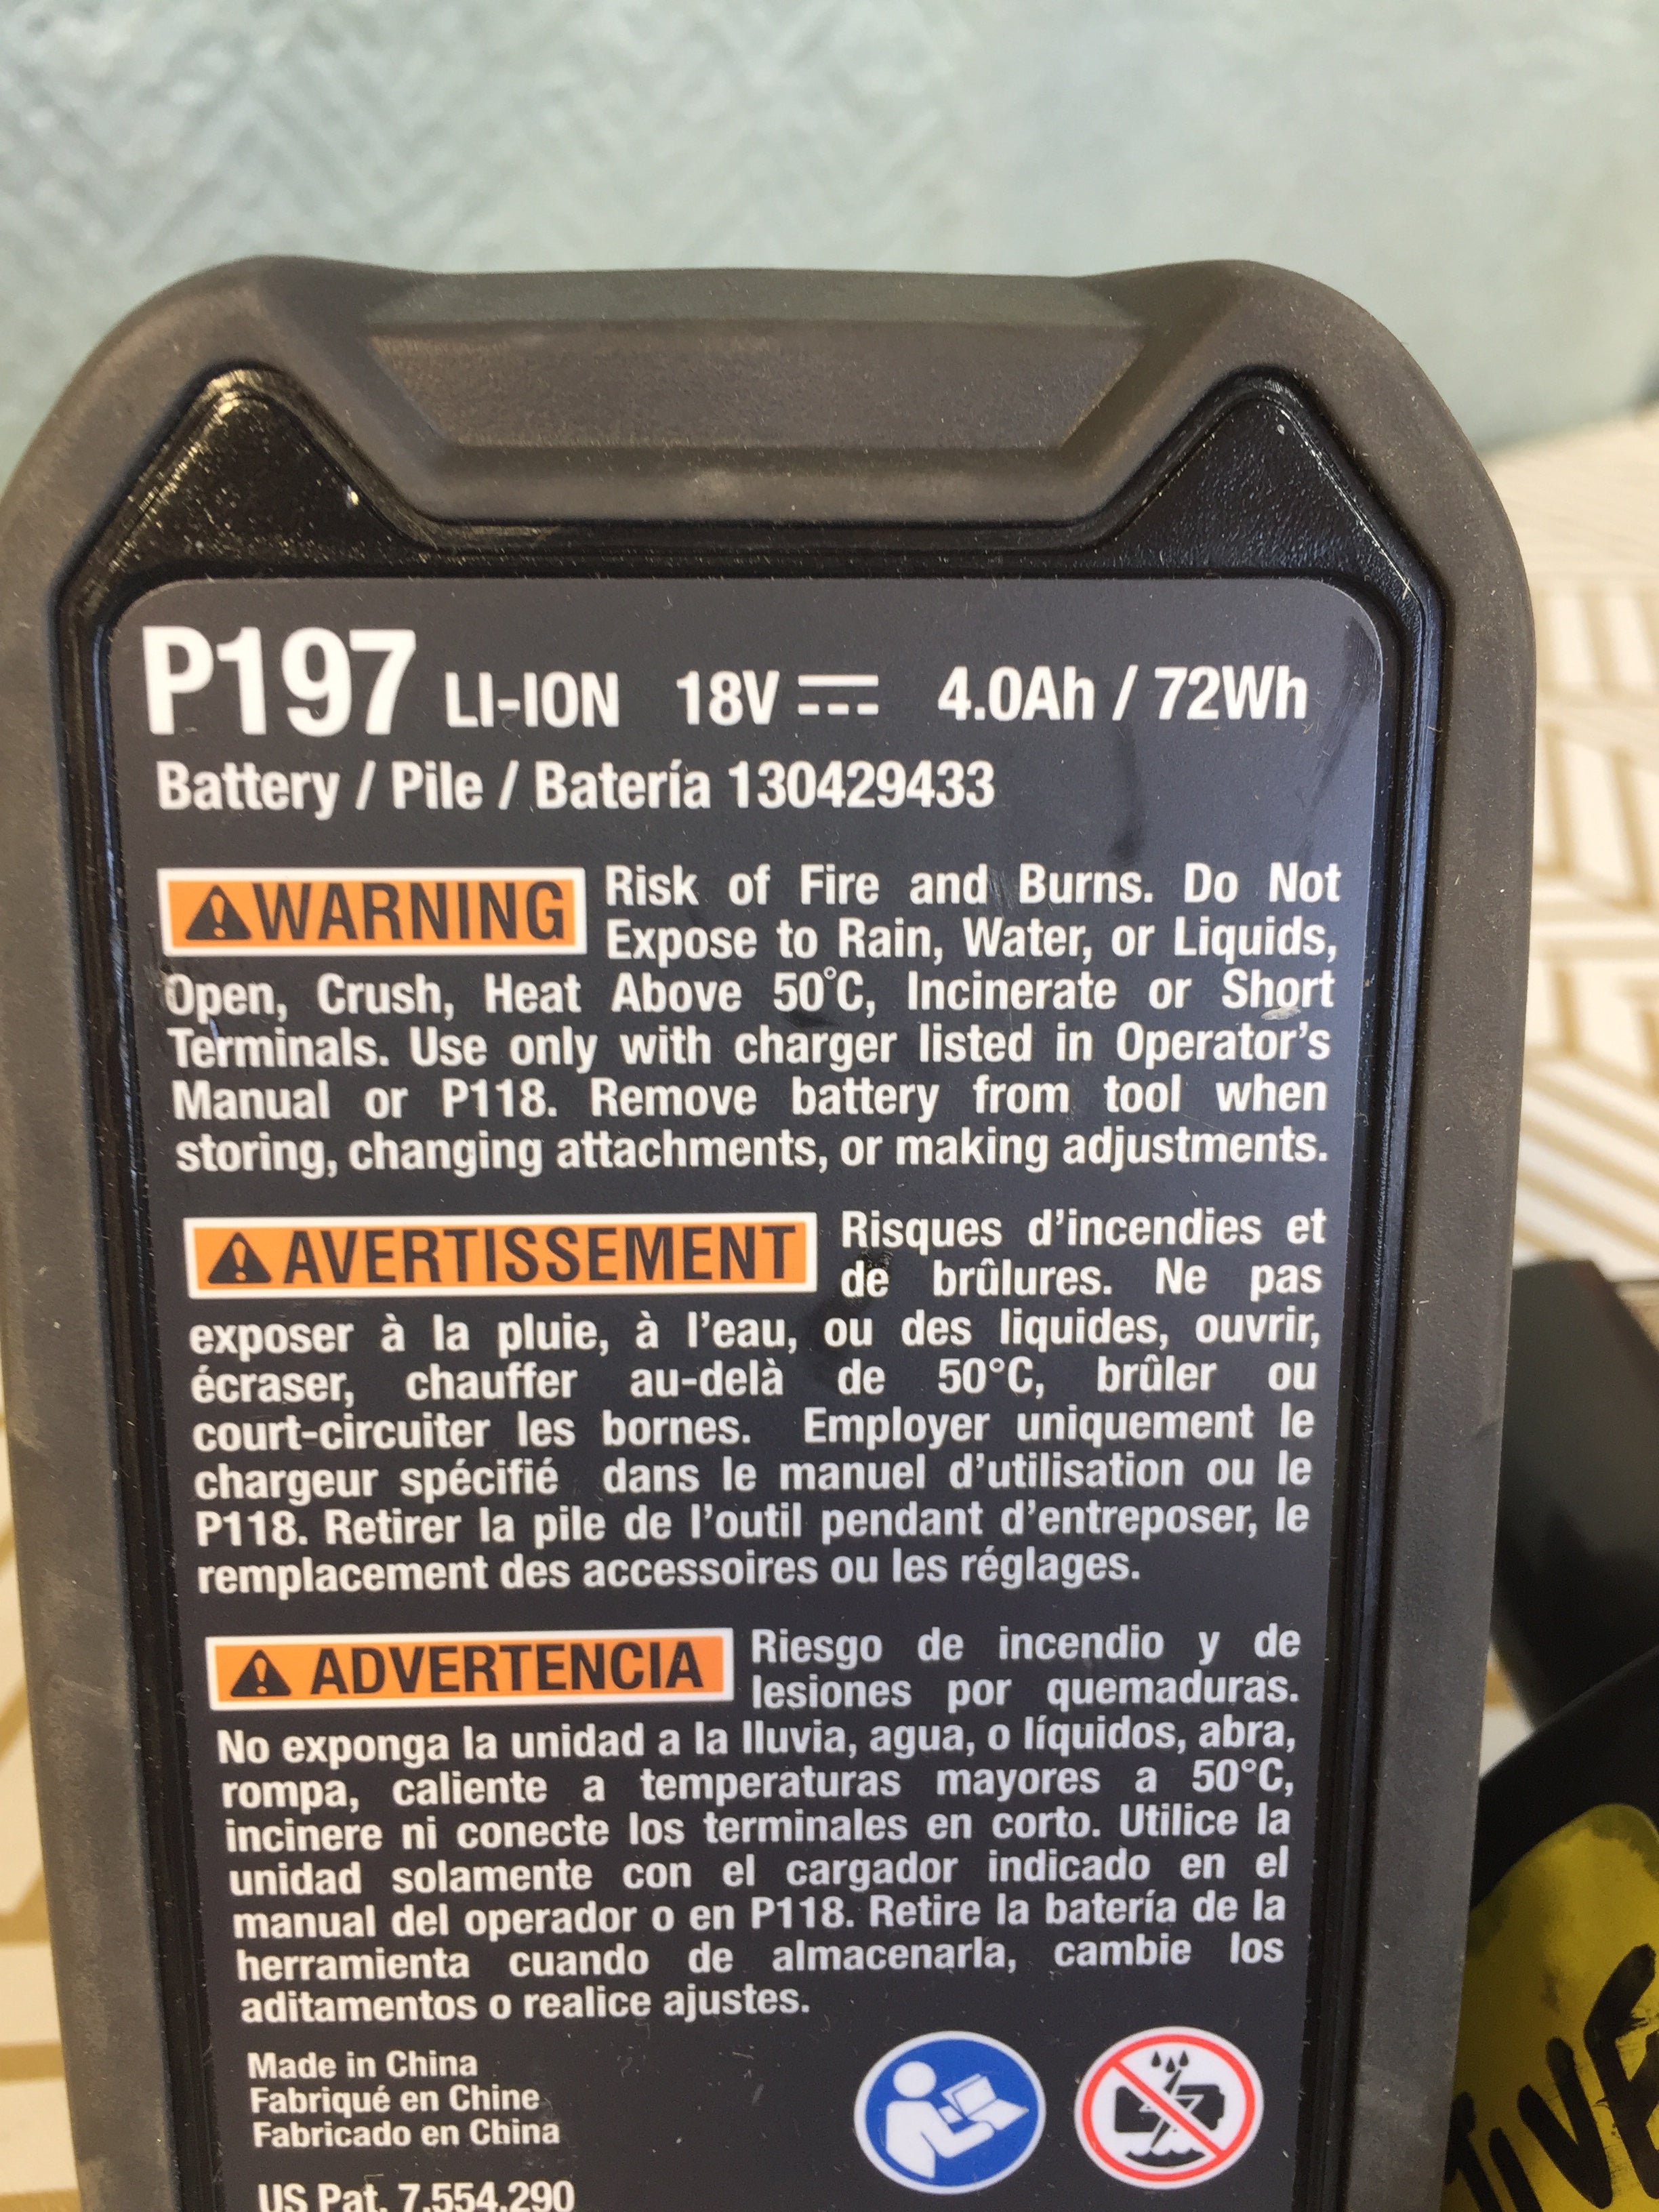 P197 LI-ION 18V 4.0Ah / 72Wh
Battery / Pile / Batería 130429433
WARNING Risk of Fire and Burns. Do Not
Expose to Rain, Water, or Liquids,
Open, Crush, Heat Above 50°C, Incinerate or Short
Terminals. Use only with charger listed in Operator's
Manual or P118. Remove battery from tool when
storing, changing attachments, or making adjustments.
AVERTISSEMENT Risques d'incendies et
de brûlures. Ne pas
exposer à la pluie, à l'eau, ou des liquides, ouvrir,
écraser, chauffer au-delà de 50°C, brûler ou
court-circuiter les bornes. Employer uniquement le
chargeur spécifié dans le manuel d'utilisation ou le
P118. Retirer la pile de l'outil pendant d'entreposer, le
remplacement des accessoires ou les réglages.
ADVERTENCIA Riesgo de incendio y de
lesiones por quemaduras.
No exponga la unidad a la lluvia, agua, o líquidos, abra,
rompa, caliente a temperaturas mayores a 50°C,
incinere ni conecte los terminales en corto. Utilice la
unidad solamente con el cargador indicado en el
manual del operador o en P118. Retire la batería de la
herramienta cuando de almacenarla, cambie los
aditamentos o realice ajustes.
Made in China
Fabriqué en Chine
Fabricado en China
US Pat. 7,554,290